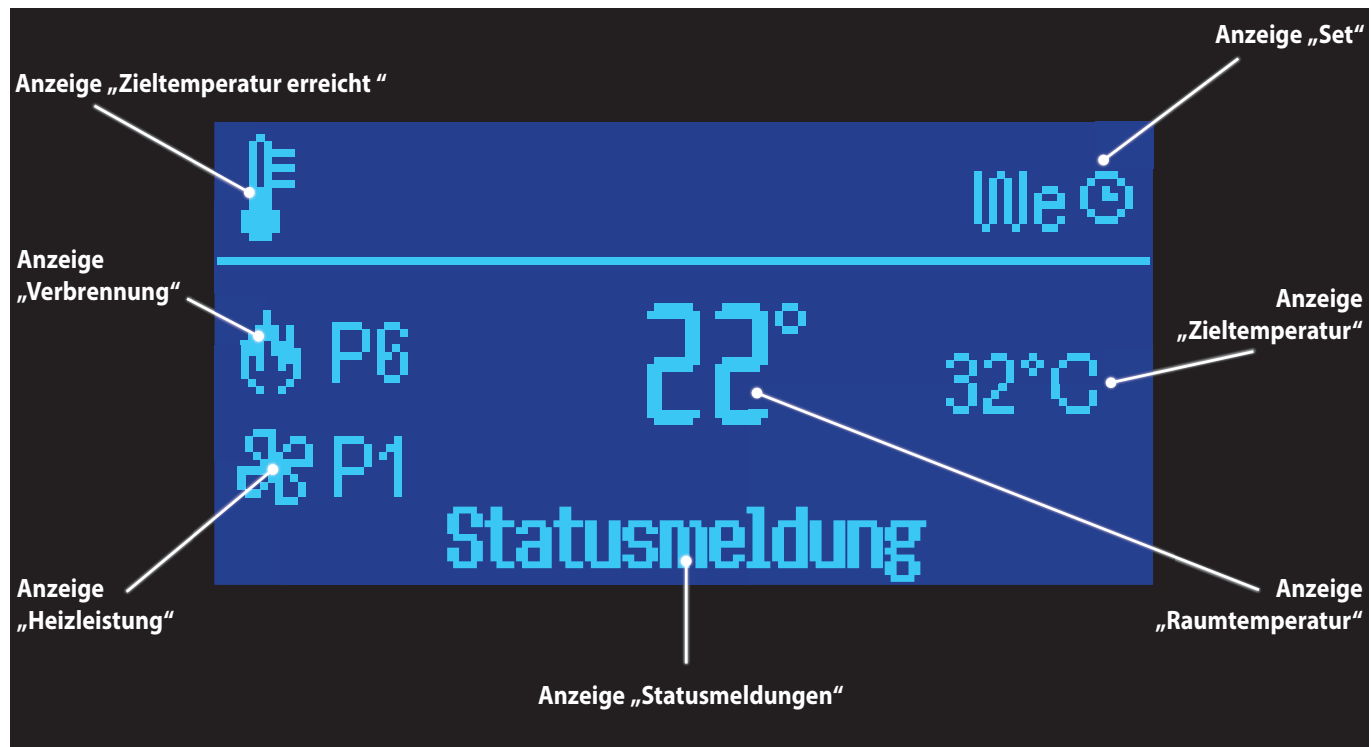 Anzeige „Set“
Anzeige „Zieltemperatur erreicht “
We
Anzeige
„Verbrennung“
P6
22°
32°C
Anzeige
„Zieltemperatur“
P1
Statusmeldung
Anzeige
„Heizleistung“
Anzeige
„Raumtemperatur“
Anzeige „Statusmeldungen“